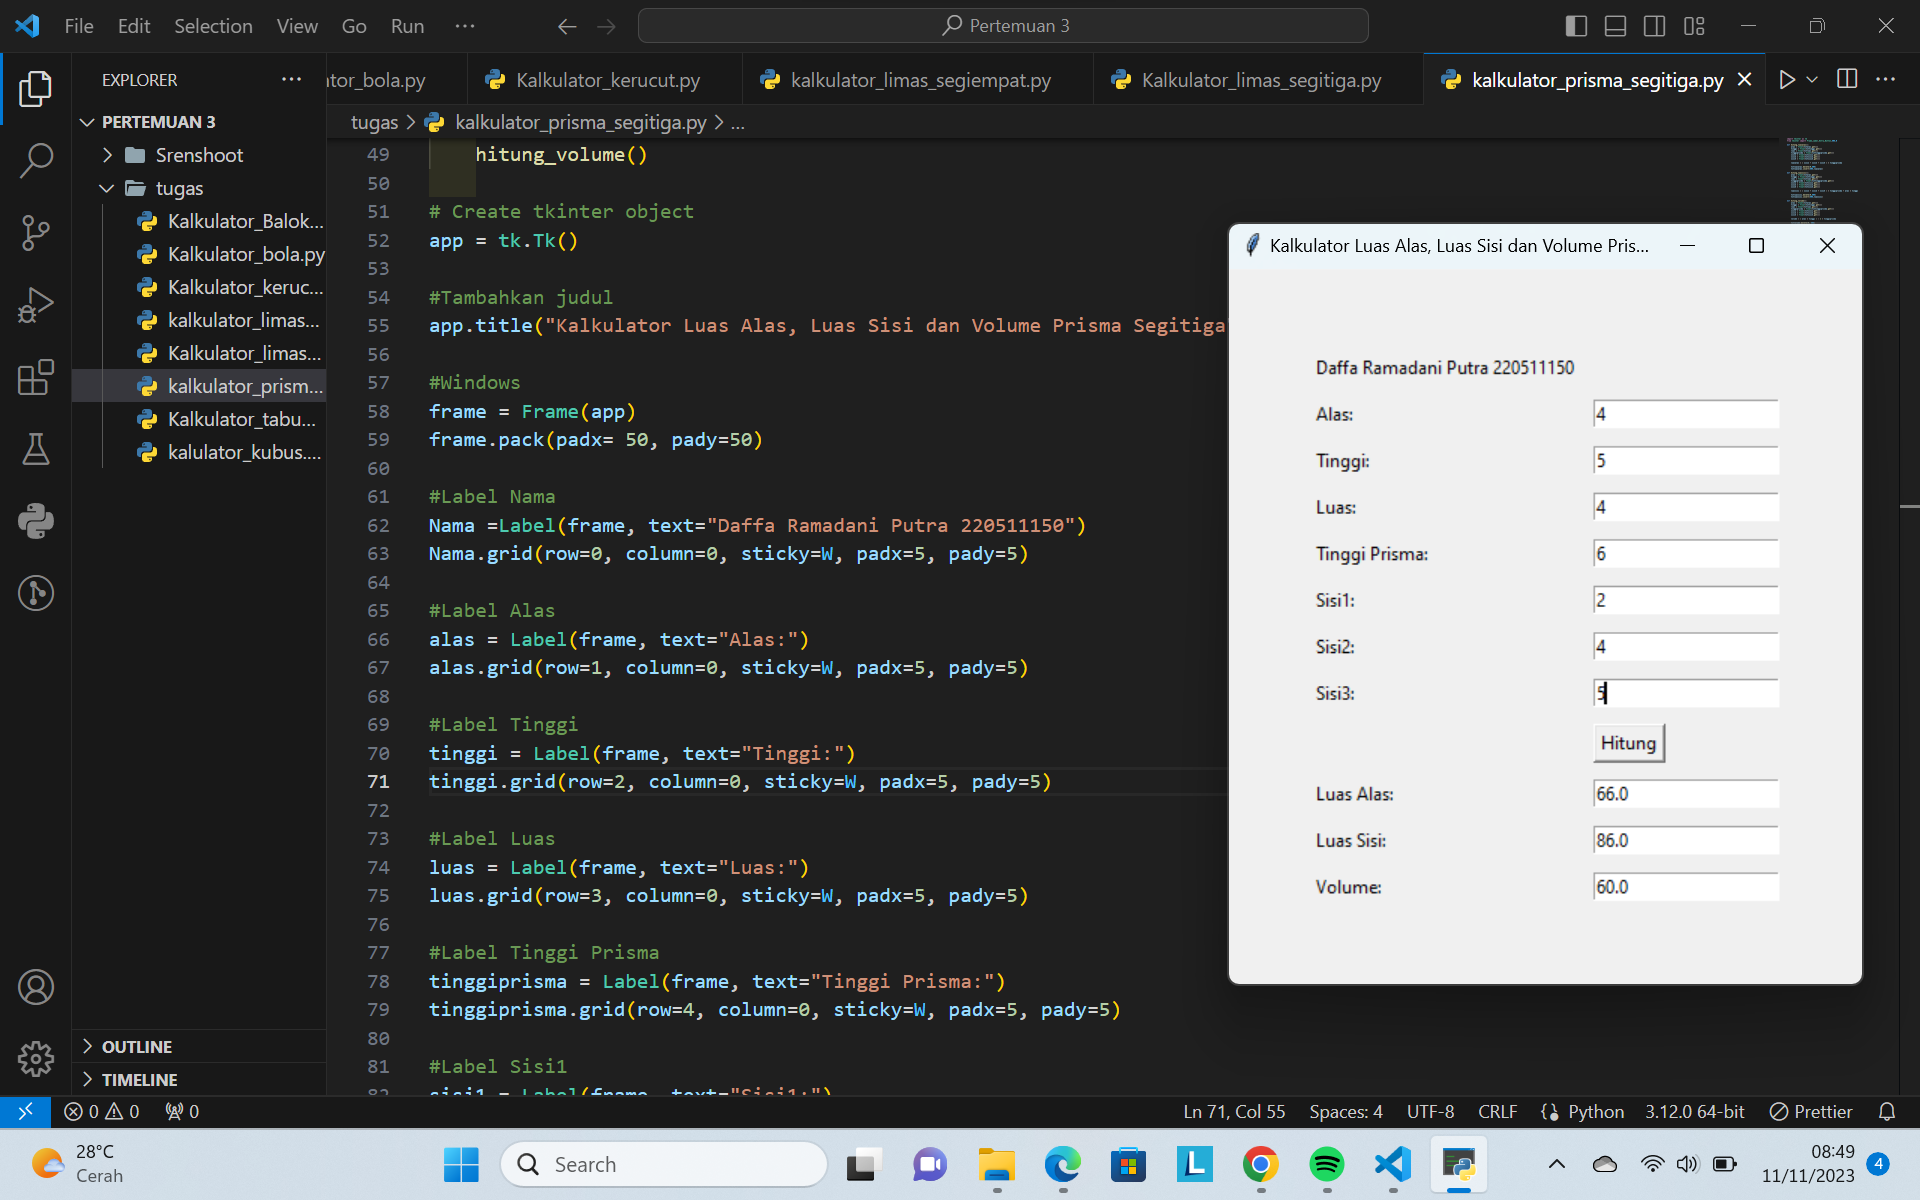 File Edit Selection View Go Run ··· Pertemuan 3
EXPLORER ···
tor_bola.py Kalkulator_kerucut.py kalkulator_limas_segiempat.py Kalkulator_limas_segitiga.py kalkulator_prisma_segitiga.py
PERTEMUAN 3
Srenshoot
tugas
Kalkulator_Balok...
Kalkulator_bola.py
Kalkulator_keruc...
kalkulator_limas...
Kalkulator_limas...
kalkulator_prism...
Kalkulator_tabu...
kalulator_kubus....
OUTLINE
TIMELINE
tugas > kalkulator_prisma_segitiga.py > ...
49 hitung_volume()
50
51 # Create tkinter object
52 app = tk.Tk()
53
54 #Tambahkan judul
55 app.title("Kalkulator Luas Alas, Luas Sisi dan Volume Prisma Segitiga
56
57 #Windows
58 frame = Frame(app)
59 frame.pack(padx= 50, pady=50)
60
61 #Label Nama
62 Nama =Label(frame, text="Daffa Ramadani Putra 220511150")
63 Nama.grid(row=0, column=0, sticky=W, padx=5, pady=5)
64
65 #Label Alas
66 alas = Label(frame, text="Alas:")
67 alas.grid(row=1, column=0, sticky=W, padx=5, pady=5)
68
69 #Label Tinggi
70 tinggi = Label(frame, text="Tinggi:")
71 tinggi.grid(row=2, column=0, sticky=W, padx=5, pady=5)
72
73 #Label Luas
74 luas = Label(frame, text="Luas:")
75 luas.grid(row=3, column=0, sticky=W, padx=5, pady=5)
76
77 #Label Tinggi Prisma
78 tinggiprisma = Label(frame, text="Tinggi Prisma:")
79 tinggiprisma.grid(row=4, column=0, sticky=W, padx=5, pady=5)
80
81 #Label Sisi1
82 sisi1 = Label(frame, text="Sisi1:")
Kalkulator Luas Alas, Luas Sisi dan Volume Pris...
Daffa Ramadani Putra 220511150
Alas: 4
Tinggi: 5
Luas: 4
Tinggi Prisma: 6
Sisi1: 2
Sisi2: 4
Sisi3: 5
Hitung
Luas Alas: 66.0
Luas Sisi: 86.0
Volume: 60.0
0 0 0 Ln 71, Col 55 Spaces: 4 UTF-8 CRLF Python 3.12.0 64-bit Prettier
28°C
Cerah
Search
08:49
11/11/2023 4